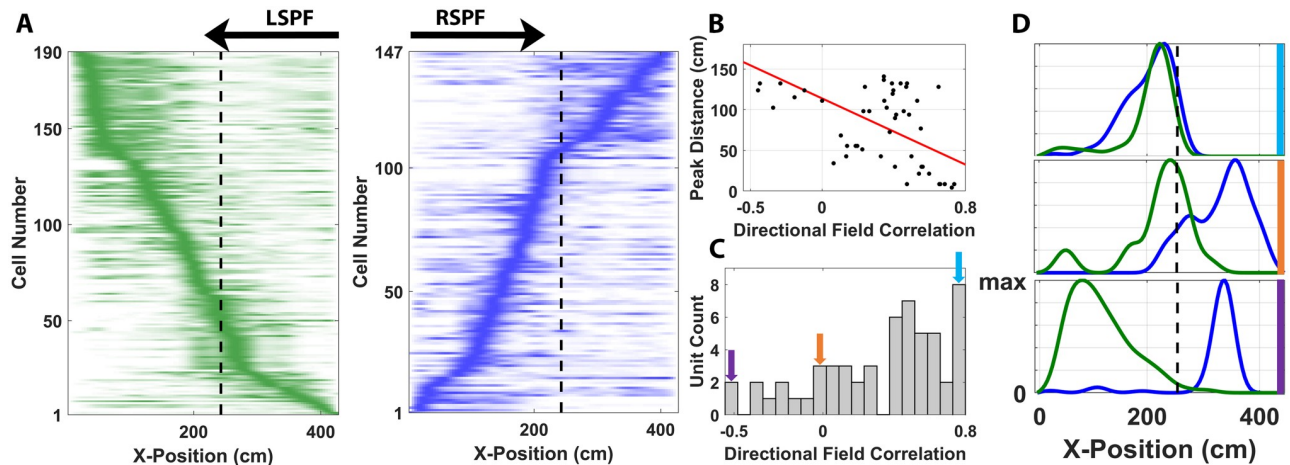 A
LSPF
190
150
100
50
1
Cell Number
200
400
X-Position (cm)
RSPF
147
100
50
1
Cell Number
200
400
X-Position (cm)
B
150
100
50
0
Peak Distance (cm)
-0.5
0
0.8
Directional Field Correlation
C
8
6
4
2
0
Unit Count
-0.5
0
0.8
Directional Field Correlation
D
max
0
0
200
400
X-Position (cm)